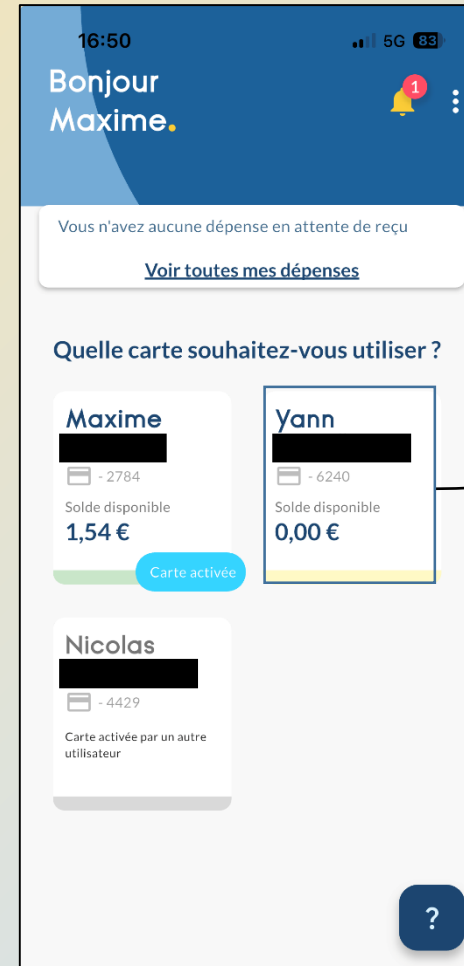 16:50
5G 83
Bonjour
Maxime.
1
Vous n'avez aucune dépense en attente de reçu
Voir toutes mes dépenses
Quelle carte souhaitez-vous utiliser ?
Maxime
- 2784
Solde disponible
1,54 €
Carte activée
Yann
- 6240
Solde disponible
0,00 €
Nicolas
- 4429
Carte activée par un autre
utilisateur
?